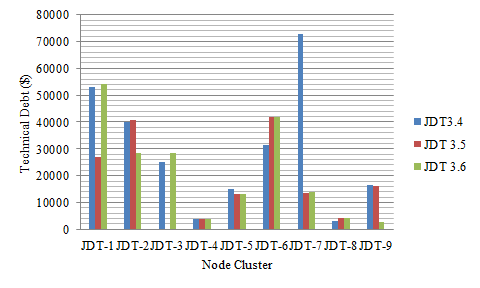 80000
70000
60000
50000
40000
30000
20000
10000
0
Technical Debt ($)
JDT-1 JDT-2 JDT-3 JDT-4 JDT-5 JDT-6 JDT-7 JDT-8 JDT-9
Node Cluster
JDT3.4
JDT 3.5
JDT 3.6